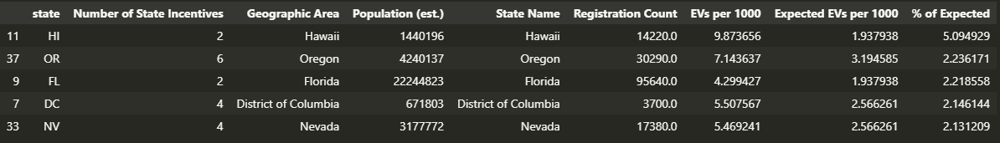 state Number of State Incentives Geographic Area Population (est.) State Name Registration Count EVs per 1000 Expected EVs per 1000 % of Expected
11 HI 2 Hawaii 1440196 Hawaii 14220.0 9.873656 1.937938 5.094929
37 OR 6 Oregon 4240137 Oregon 30290.0 7.143637 3.194585 2.236171
9 FL 2 Florida 22244823 Florida 95640.0 4.299427 1.937938 2.218558
7 DC 4 District of Columbia 671803 District of Columbia 3700.0 5.507567 2.566261 2.146144
33 NV 4 Nevada 3177772 Nevada 17380.0 5.469241 2.566261 2.131209